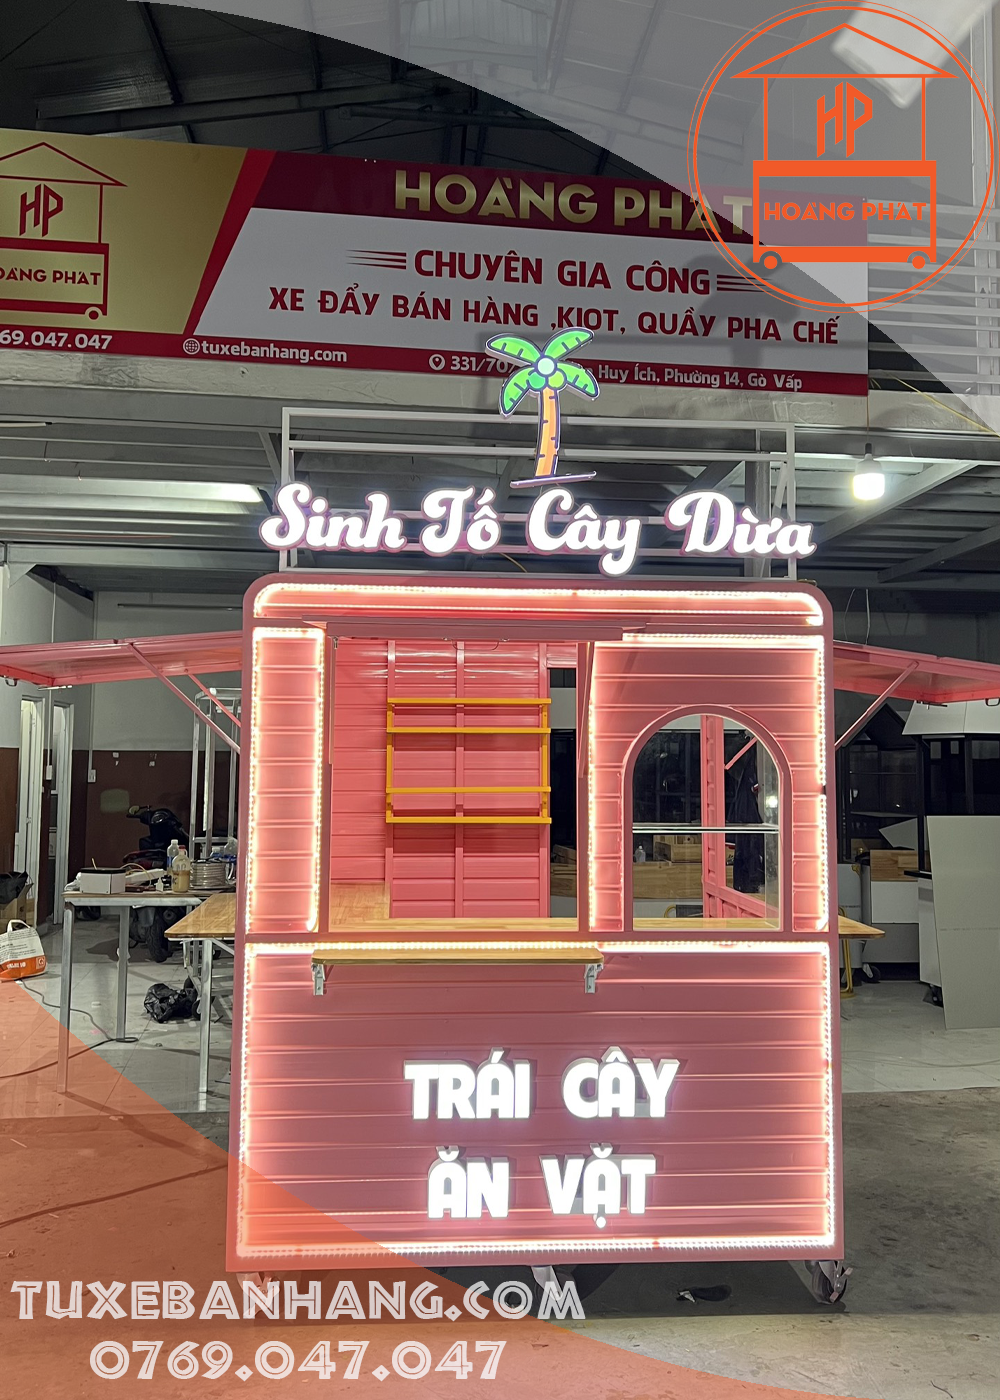 HP
HOÀNG PHÁT
HOÀNG PHÁT
CHUYÊN GIA CÔNG
XE ĐẨY BÁN HÀNG ,KIOT, QUẦY PHA CHẾ
HP
HOÀNG PHÁT
69.047.047
tuxebanhang.com
331/70/ Huy Ích, Phường 14, Gò Vấp
Sinh Tố Cây Dừa
TRÁI CÂY
ĂN VẶT
TUXEBANHANG.COM
0769.047.047